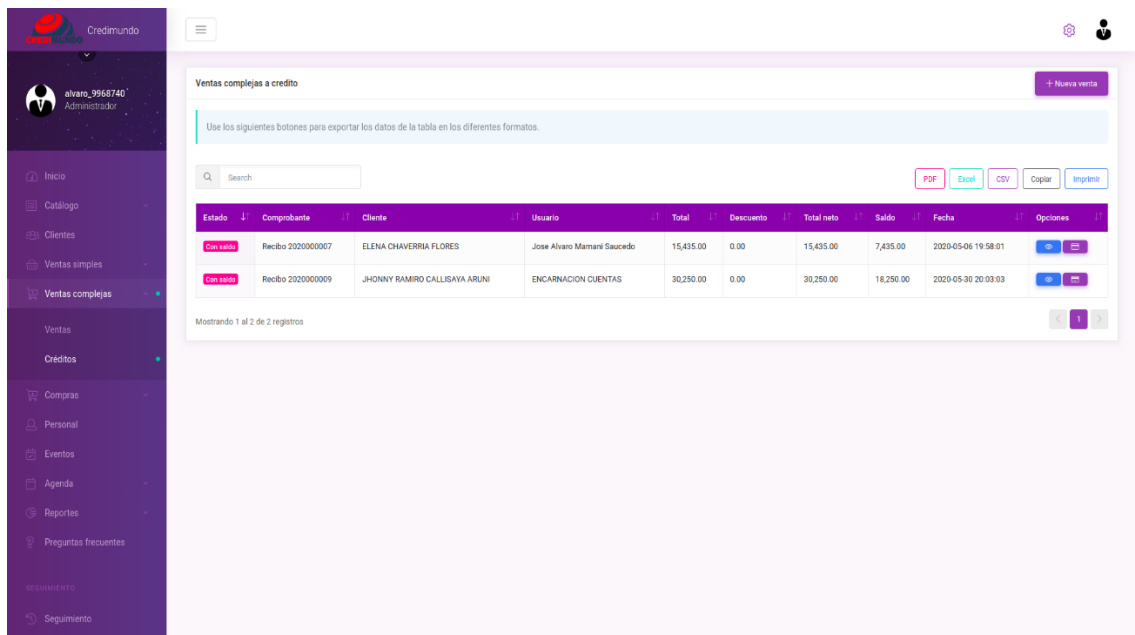 Credimundo
alvaro_9968740
Administrador
Inicio
Catálogo
Clientes
Ventas simples
Ventas complejas
Ventas
Créditos
Compras
Personal
Eventos
Agenda
Reportes
Preguntas frecuentes
SEGUIMIENTO
Seguimiento
Ventas complejas a credito
+ Nueva venta
Use los siguientes botones para exportar los datos de la tabla en los diferentes formatos.
Search
PDF Excel CSV Copiar Imprimir
Estado Comprobante Cliente Usuario Total Descuento Total neto Saldo Fecha Opciones
Con saldo Recibo 2020000007 ELENA CHAVERRIA FLORES Jose Alvaro Mamani Saucedo 15,435.00 0.00 15,435.00 7,435.00 2020-05-06 19:58:01
Con saldo Recibo 2020000009 JHONNY RAMIRO CALLISAYA ARUNI ENCARNACION CUENTAS 30,250.00 0.00 30,250.00 18,250.00 2020-05-30 20:03:03
Mostrando 1 al 2 de 2 registros
< 1 >